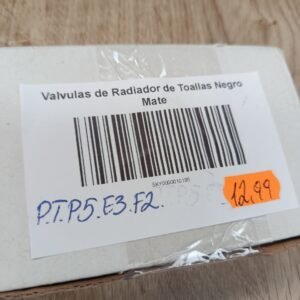 Valvulas de Radiador de Toallas Negro
Mate
P.T.P5.E3.F2.
12,99